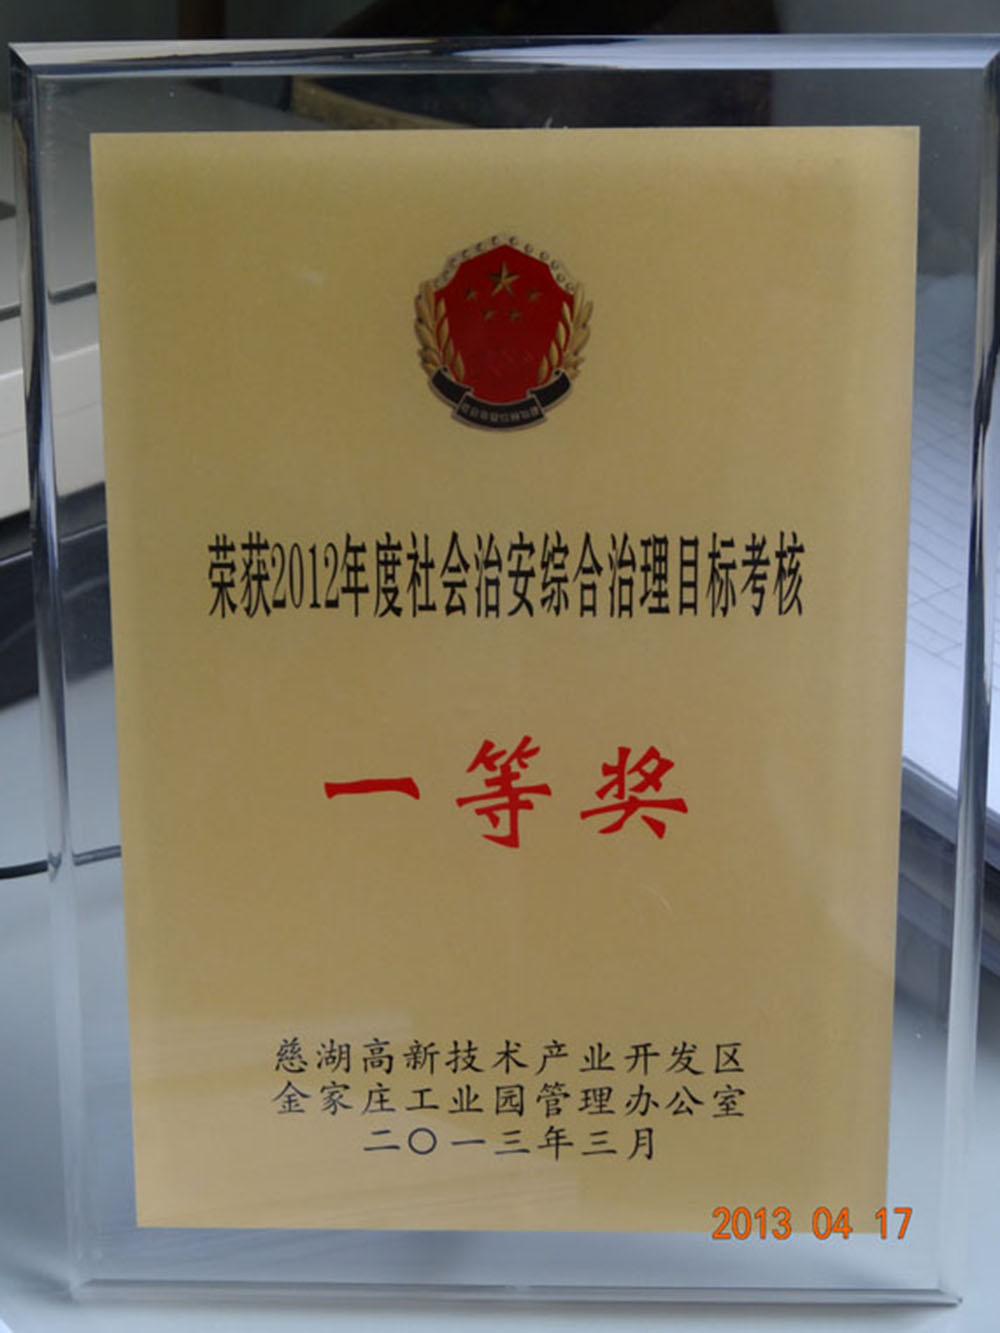 荣获2012年度社会治安综合治理目标考核
一等奖
慈湖高新技术产业开发区
金家庄工业园管理办公室
二〇一三年三月
2013 04 17